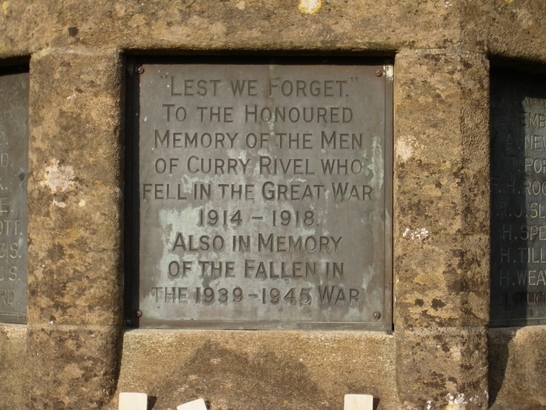 "LEST WE FORGET."
TO THE HONOURED
MEMORY OF THE MEN
OF CURRY RIVEL WHO
FELL IN THE GREAT WAR
1914 - 1918.
ALSO IN MEMORY
OF THE FALLEN IN
THE 1939 - 1945 WAR